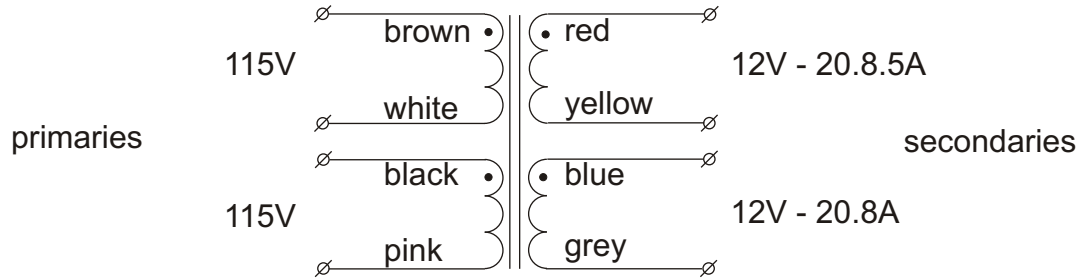 brown
red
115V
12V - 20.8.5A
white
yellow
primaries
secondaries
black
blue
115V
12V - 20.8A
pink
grey